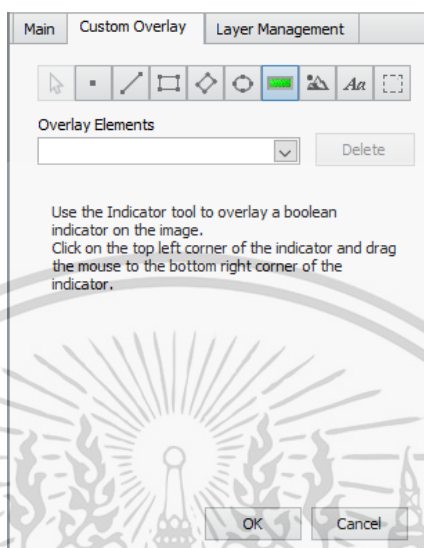 Main Custom Overlay Layer Management
Aa
Overlay Elements
Delete
Use the Indicator tool to overlay a boolean
indicator on the image.
Click on the top left corner of the indicator and drag
the mouse to the bottom right corner of the
indicator.
OK Cancel